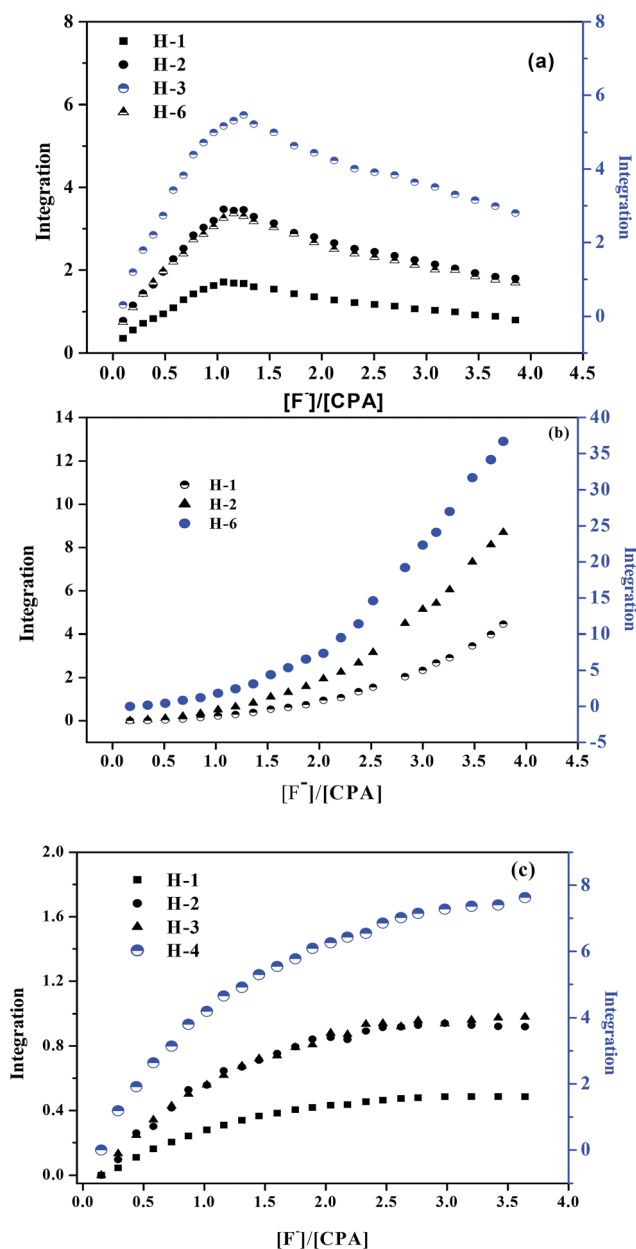 8
8
H-1
(a)
H-2
H-3
6
6
H-6
4
4
Integration
Integration
2
2
0
0
0.0 0.5 1.0 1.5 2.0 2.5 3.0 3.5 4.0 4.5
[F⁻]/[CPA]
14
40
(b)
12
35
30
10
H-1
25
H-2
8
H-6
20
Integration
Integration
6
15
4
10
2
5
0
0
-5
0.0 0.5 1.0 1.5 2.0 2.5 3.0 3.5 4.0 4.5
[F⁻]/[CPA]
2.0
H-1
(c)
H-2
8
1.6
H-3
H-4
6
1.2
4
Integration
Integration
0.8
2
0.4
0
0.0
0.0 0.5 1.0 1.5 2.0 2.5 3.0 3.5 4.0
[F⁻]/[CPA]